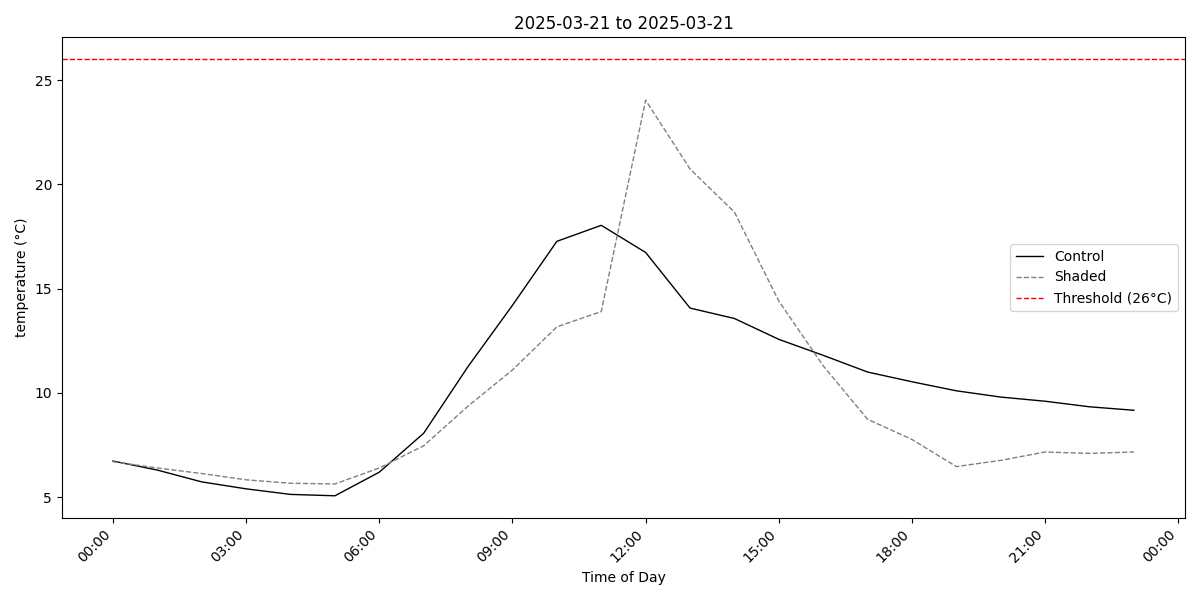 2025-03-21 to 2025-03-21
temperature (°C)
25
20
15
10
5
Control
Shaded
Threshold (26°C)
00:00
03:00
06:00
09:00
12:00
15:00
18:00
21:00
00:00
Time of Day